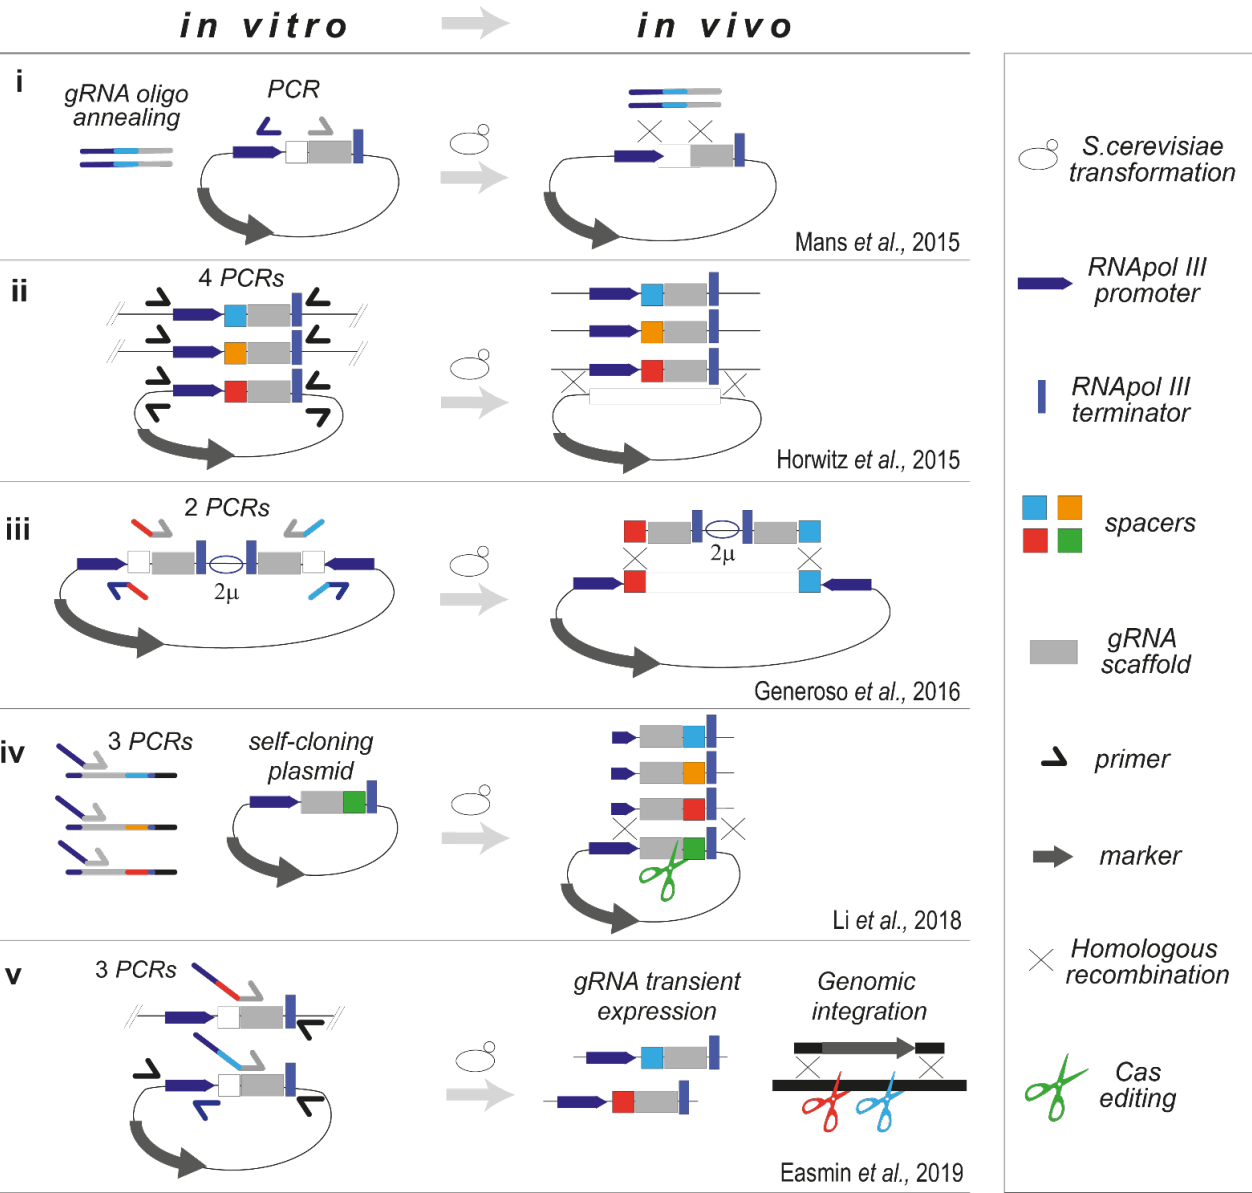 in vitro
in vivo
i
gRNA oligo
annealing
PCR
Mans et al., 2015
ii
4 PCRs
Horwitz et al., 2015
iii
2 PCRs
2μ
2μ
Generoso et al., 2016
iv
3 PCRs
self-cloning
plasmid
Li et al., 2018
v
3 PCRs
gRNA transient
expression
Genomic
integration
Easmin et al., 2019
S.cerevisiae
transformation
RNApol III
promoter
RNApol III
terminator
spacers
gRNA
scaffold
primer
marker
Homologous
recombination
Cas
editing